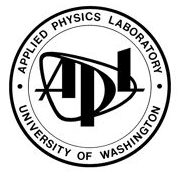 APPLIED PHYSICS LABORATORY
APL
UNIVERSITY OF WASHINGTON